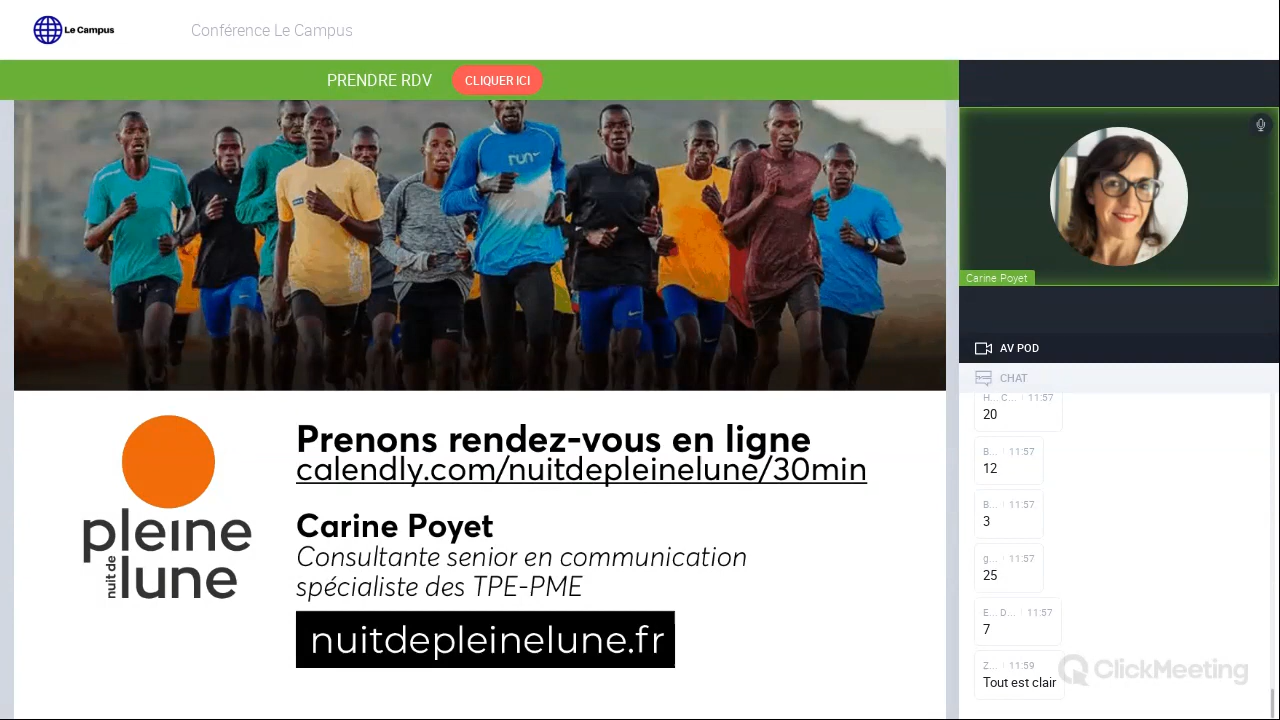 Le Campus
Conférence Le Campus
PRENDRE RDV
CLIQUER ICI
run
Carine Poyet
AV POD
CHAT
H... C... 11:57
20
B... 11:57
12
B... 11:57
3
g... 11:57
25
E... D... 11:57
7
Z... 11:59
Tout est clair
ClickMeeting
pleine
nuit de
lune
Prenons rendez-vous en ligne
calendly.com/nuitdepleinelune/30min
Carine Poyet
Consultante senior en communication
spécialiste des TPE-PME
nuitdepleinelune.fr